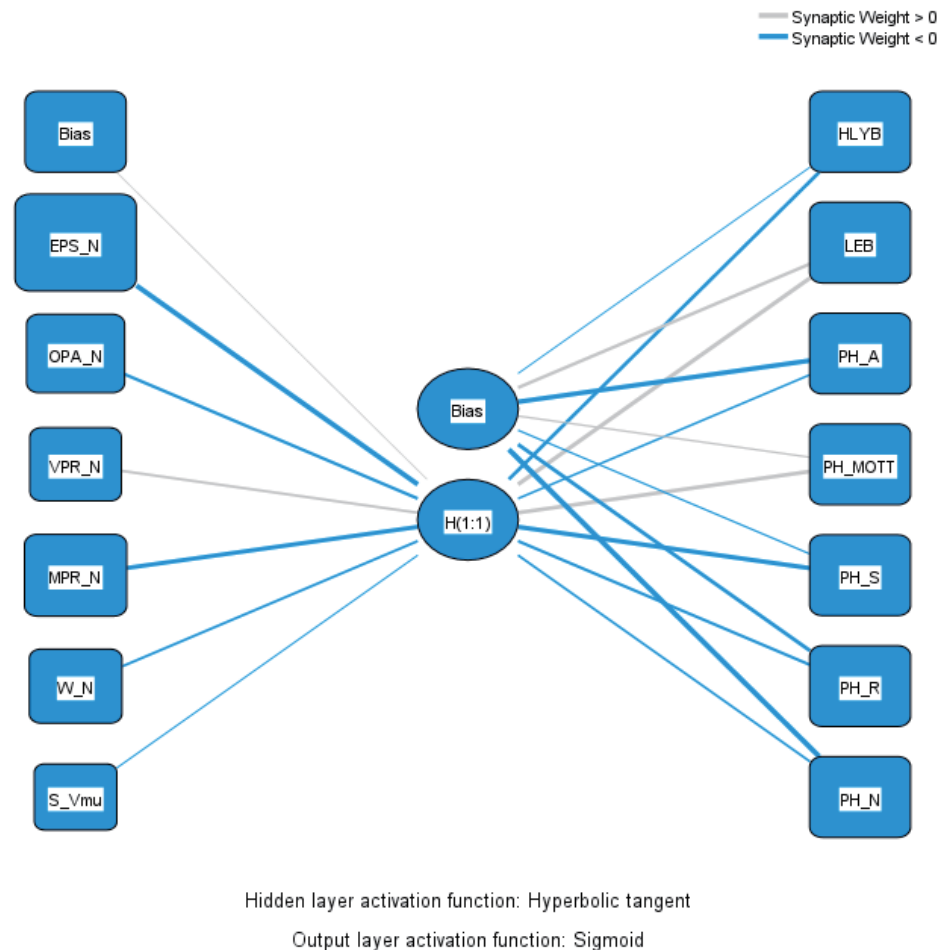 Synaptic Weight > 0
Synaptic Weight < 0
Bias
HLYB
EPS_N
LEB
OPA_N
PH_A
Bias
VPR_N
PH_MOTT
H(1:1)
MPR_N
PH_S
W_N
PH_R
S_Vmu
PH_N
Hidden layer activation function: Hyperbolic tangent
Output layer activation function: Sigmoid